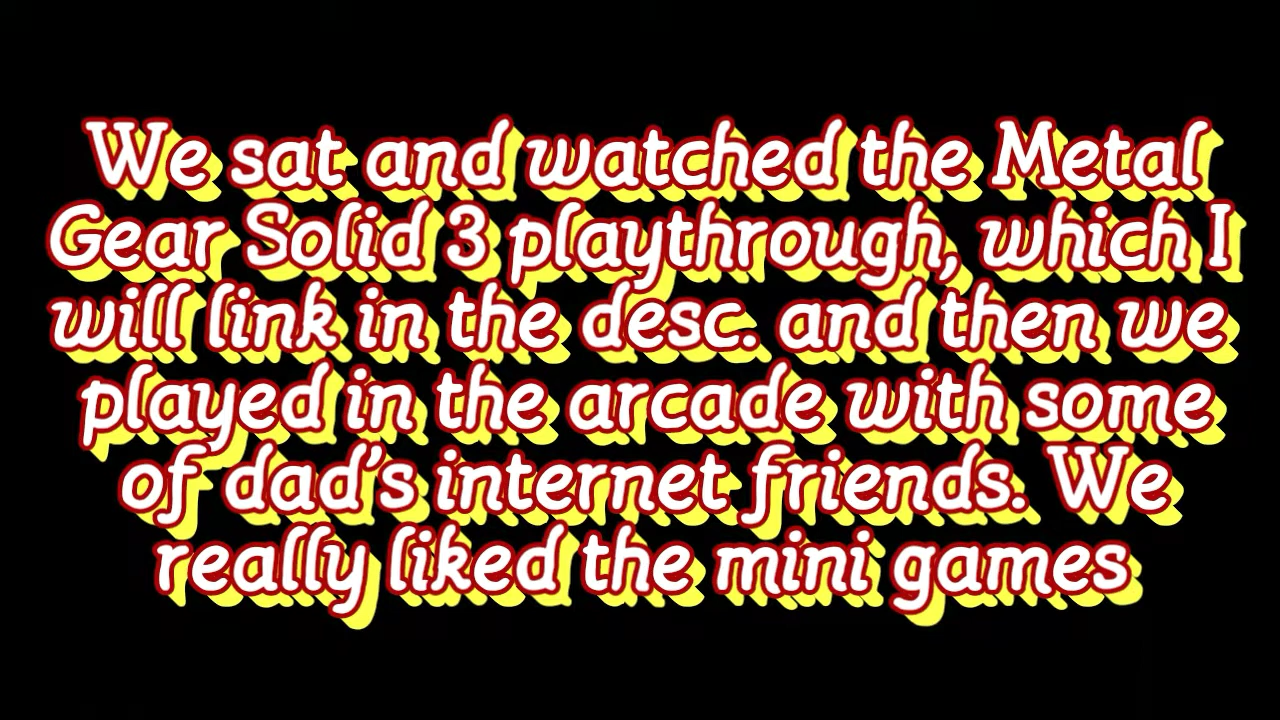 We sat and watched the Metal
Gear Solid 3 playthrough, which I
will link in the desc. and then we
played in the arcade with some
of dad's internet friends. We
really liked the mini games